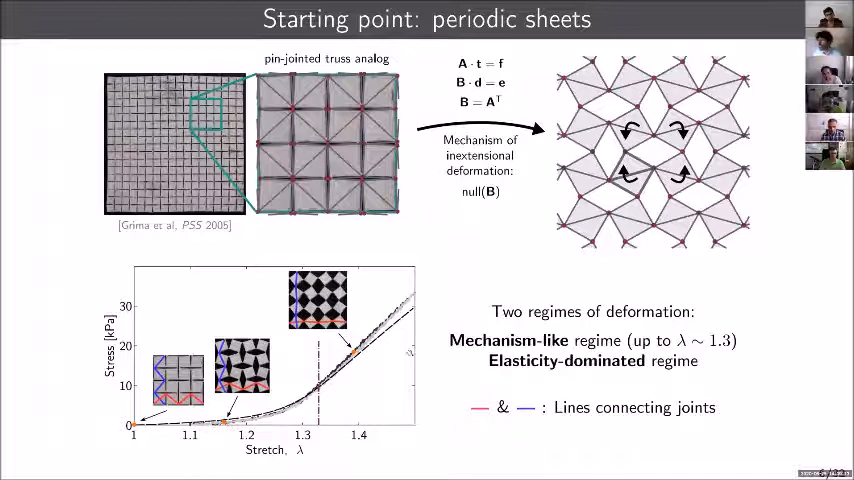 Starting point: periodic sheets
pin-jointed truss analog
[Grima et al, PSS 2005]
A · t = f
B · d = e
B = Aᵀ
Mechanism of
inextensional
deformation:
null(B)
Stress [kPa]
30
20
10
0
1
1.1
1.2
1.3
1.4
Stretch, λ
Two regimes of deformation:
Mechanism-like regime (up to λ ∼ 1.3)
Elasticity-dominated regime
— & — : Lines connecting joints